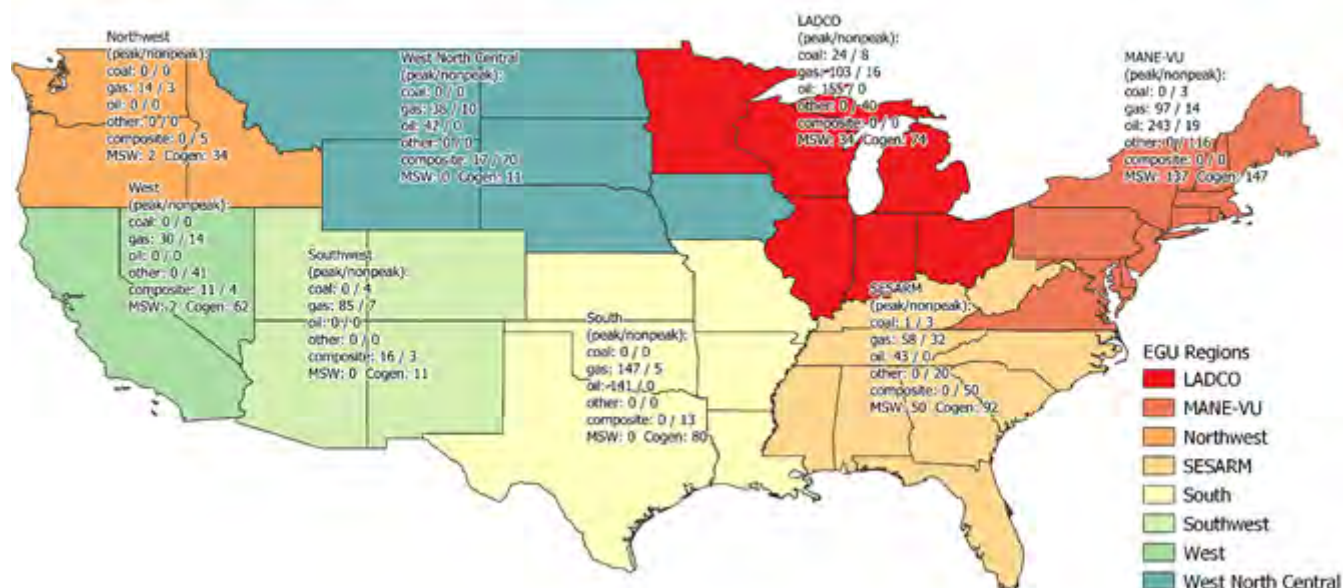 Northwest
(peak/nonpeak):
coal: 0 / 0
gas: 14 / 3
oil: 0 / 0
other: 0 / 0
composite: 0 / 5
MSW: 2 Cogen: 34
West North Central
(peak/nonpeak):
coal: 0 / 0
gas: 38 / 10
oil: 42 / 0
other: 0 / 0
composite: 17 / 70
MSW: 0 Cogen: 11
LADCO
(peak/nonpeak):
coal: 24 / 8
gas: 103 / 16
oil: 155 / 0
other: 0 / 40
composite: 0 / 0
MSW: 34 Cogen: 74
MANE-VU
(peak/nonpeak):
coal: 0 / 3
gas: 97 / 14
oil: 243 / 19
other: 0 / 116
composite: 0 / 0
MSW: 137 Cogen: 147
West
(peak/nonpeak):
coal: 0 / 0
gas: 30 / 14
oil: 0 / 0
other: 0 / 41
composite: 11 / 4
MSW: 2 Cogen: 62
Southwest
(peak/nonpeak):
coal: 0 / 4
gas: 85 / 7
oil: 0 / 0
other: 0 / 0
composite: 16 / 3
MSW: 0 Cogen: 11
South
(peak/nonpeak):
coal: 0 / 0
gas: 147 / 5
oil: 141 / 0
other: 0 / 0
composite: 0 / 13
MSW: 0 Cogen: 80
SESARM
(peak/nonpeak):
coal: 1 / 3
gas: 58 / 32
oil: 43 / 0
other: 0 / 20
composite: 0 / 50
MSW: 50 Cogen: 92
EGU Regions
LADCO
MANE-VU
Northwest
SESARM
South
Southwest
West
West North Central